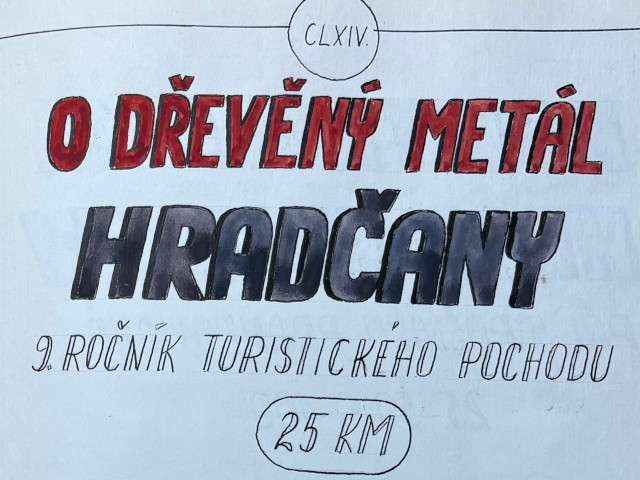 CLXIV.
O DŘEVĚNÝ METÁL
HRADČANY
9. ROČNÍK TURISTICKÉHO POCHODU
25 KM